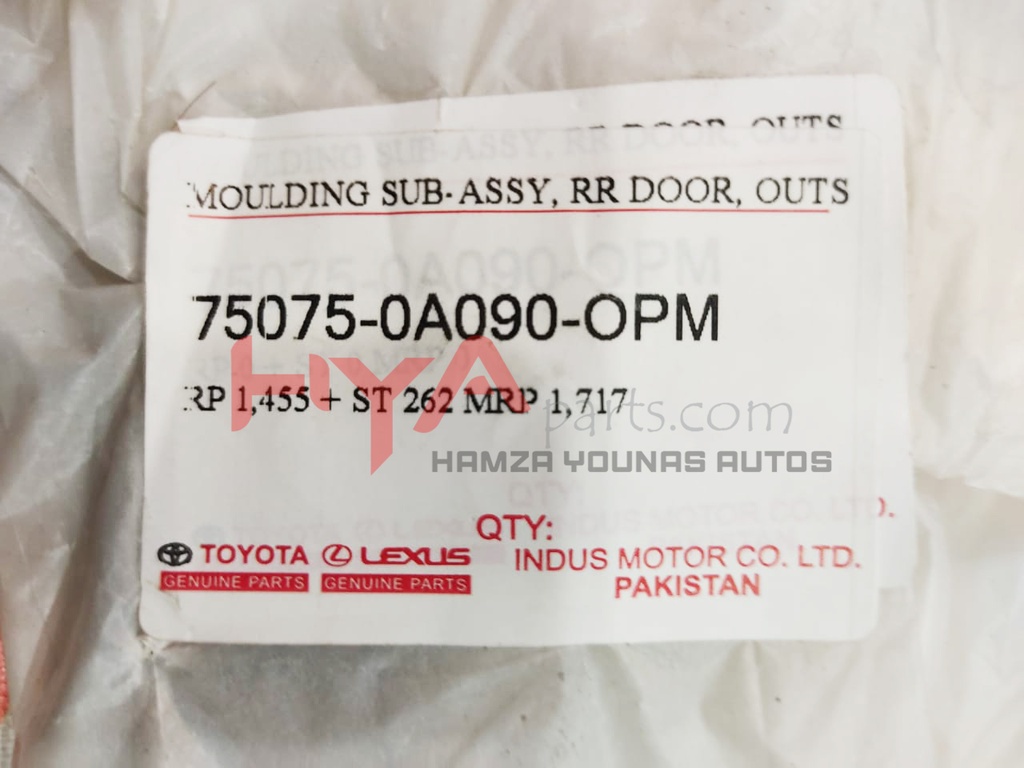 MOULDING SUB-ASSY, RR DOOR, OUTS
75075-0A090-OPM
RP 1,455 + ST 262 MRP 1,717
HYA parts.com
HAMZA YOUNAS AUTOS
QTY:
TOYOTA LEXUS INDUS MOTOR CO. LTD.
GENUINE PARTS GENUINE PARTS PAKISTAN